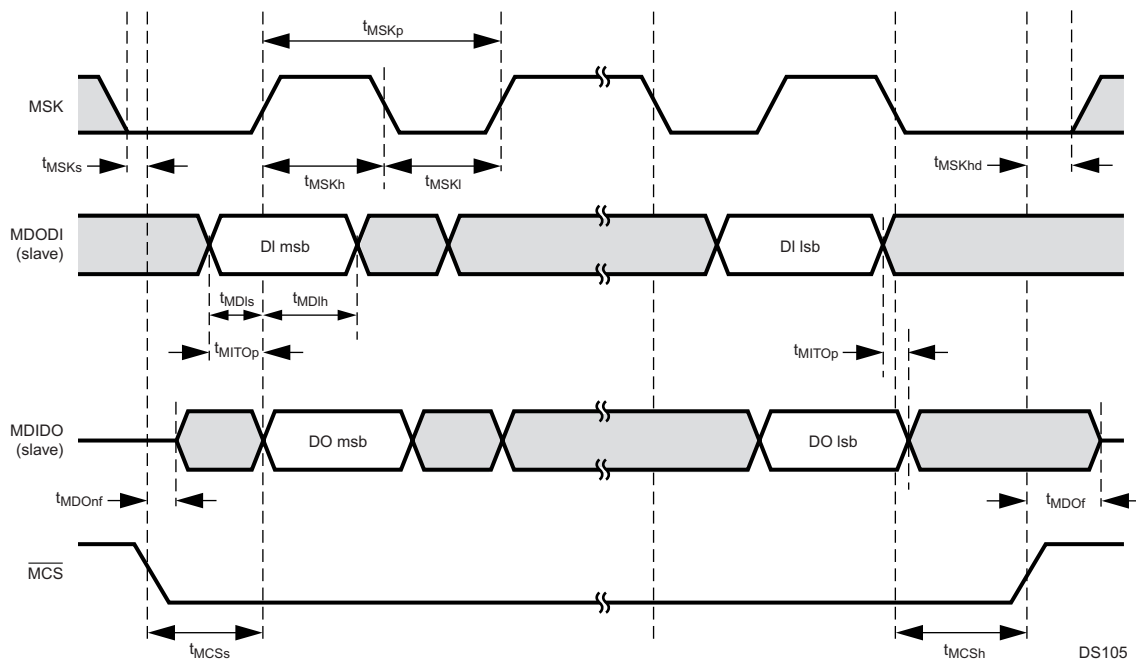 tMSKp
MSK
tMSKs
tMSKh
tMSKl
tMSKhd
MDODI
(slave)
DI msb
DI lsb
tMDIs
tMDIh
tMITOp
tMITOp
MDIDO
(slave)
DO msb
DO lsb
tMDOnf
tMDOf
MCS
tMCSs
tMCSh
DS105